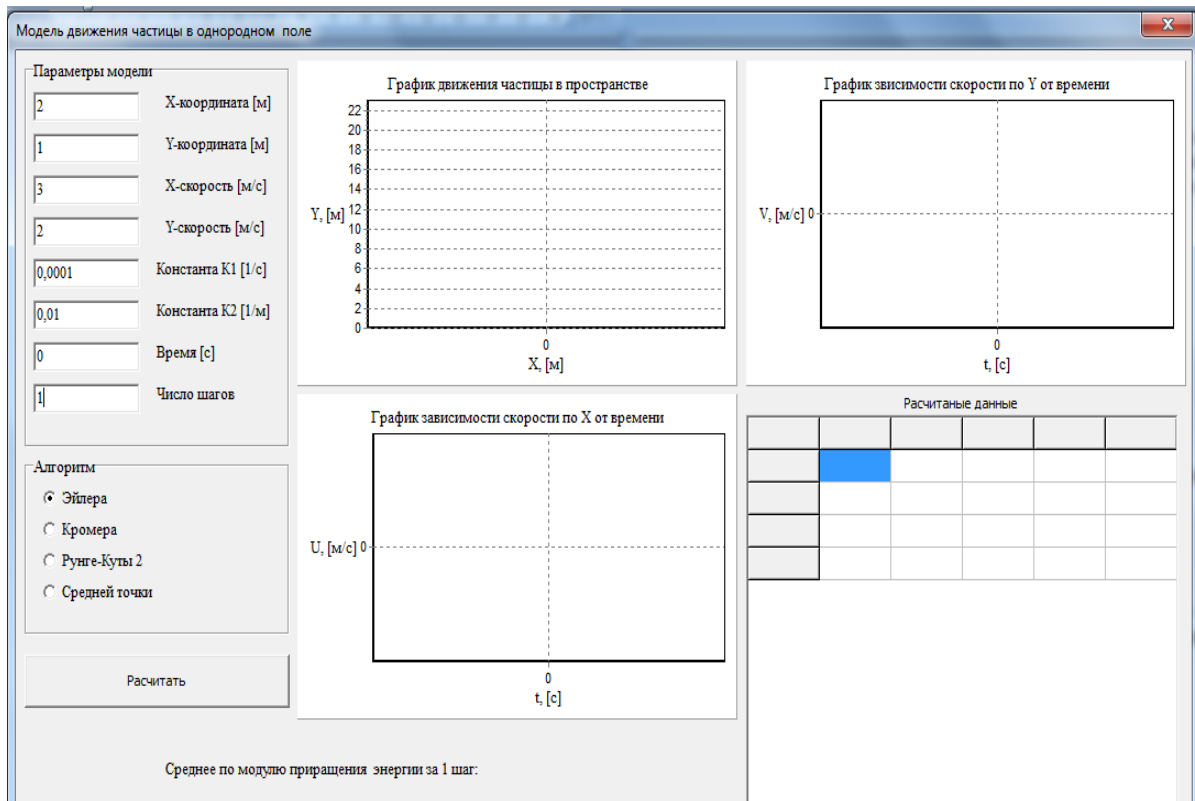 Модель движения частицы в однородном поле
Параметры модели
2 X-координата [м]
1 Y-координата [м]
3 X-скорость [м/с]
2 Y-скорость [м/с]
0,0001 Константа К1 [1/с]
0,01 Константа К2 [1/м]
0 Время [с]
1 Число шагов
Алгоритм
Эйлера
Кромера
Рунге-Куты 2
Средней точки
Расчитать
График движения частицы в пространстве
22
20
18
16
14
Y, [м] 12
10
8
6
4
2
0
0
X, [м]
График звисимости скорости по Y от времени
V, [м/с] 0
0
t, [с]
График зависимости скорости по X от времени
U, [м/с] 0
0
t, [с]
Расчитаные данные
Среднее по модулю приращения энергии за 1 шаг: